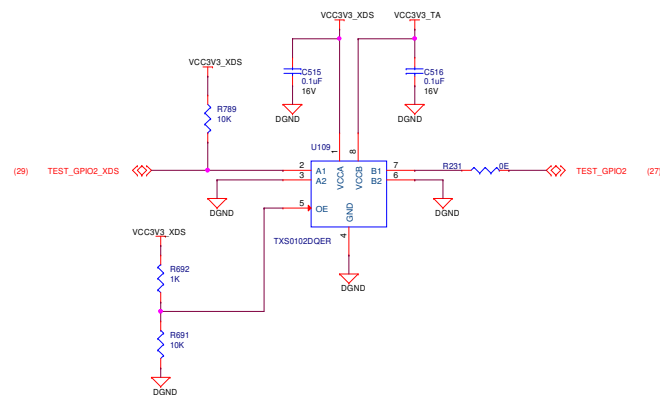 VCC3V3_XDS
VCC3V3_TA
VCC3V3_XDS
C515
0.1uF
16V
C516
0.1uF
16V
R789
10K
DGND
DGND
U109
1
8
(29)
TEST_GPIO2_XDS
2
A1
VCCA
VCCB
B1
7
R231
0E
TEST_GPIO2
(27)
3
A2
B2
6
DGND
5
OE
GND
DGND
VCC3V3_XDS
4
TXS0102DQER
R692
1K
DGND
R691
10K
DGND